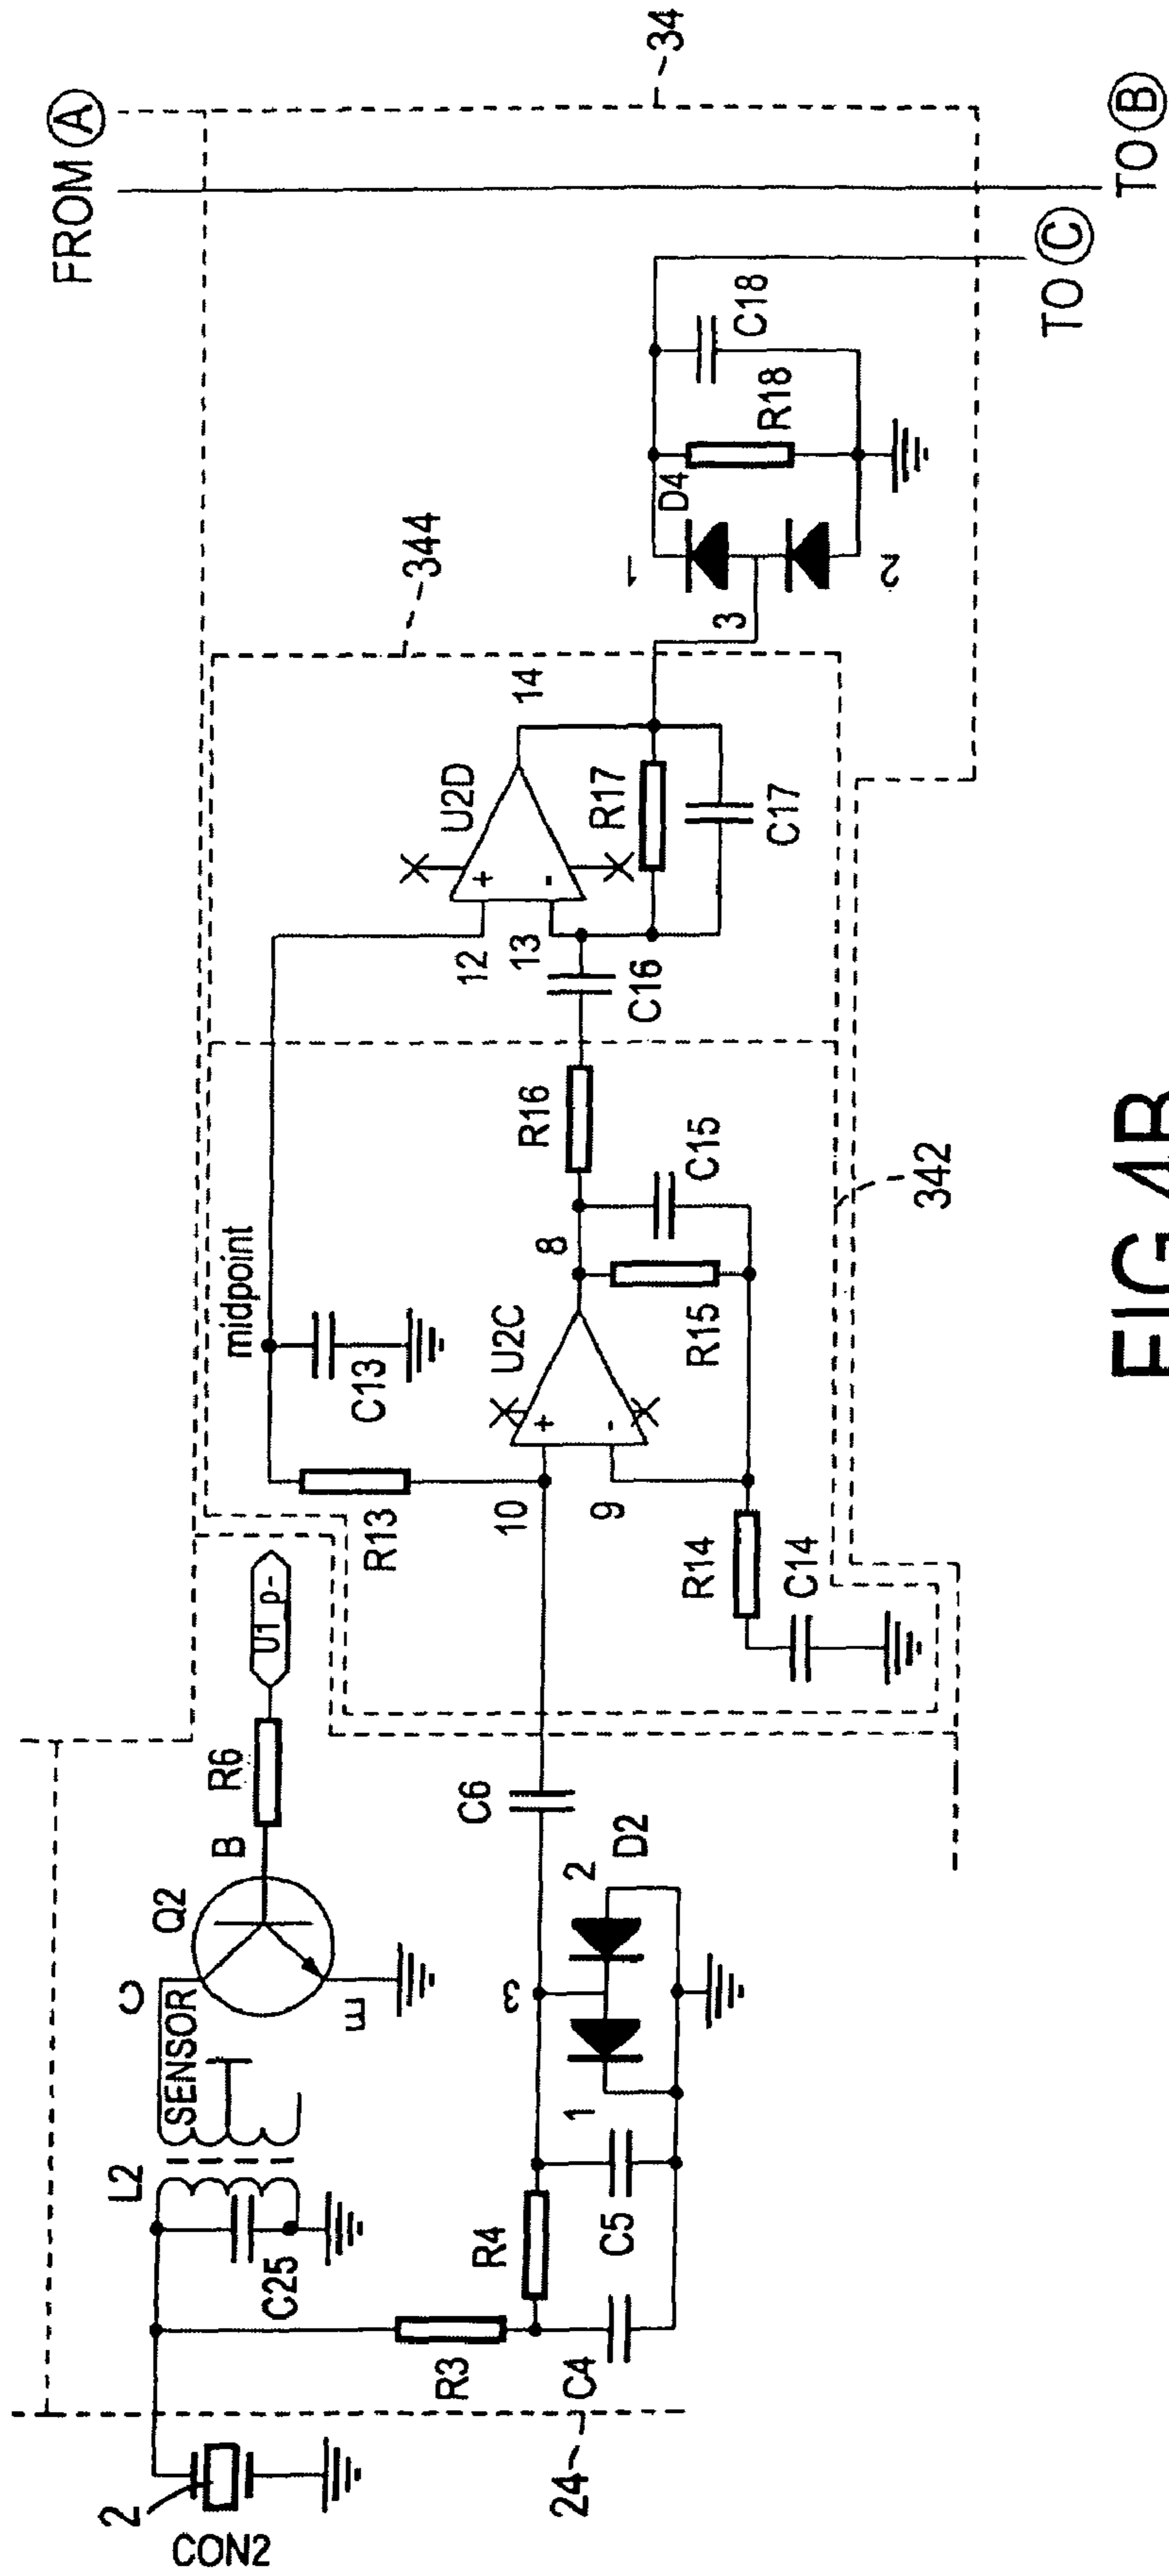 FROM A
34
TO B
TO C
344
1
D4
R18
C18
3
2
14
U2D
+
-
12
13
R17
C17
C16
midpoint
C13
R13
U2C
+
-
10
9
8
R16
C15
R15
R14
C14
342
U1 p-
R6
B
Q2
C
E
SENSOR
L2
C25
C6
3
2
D2
1
R4
C5
R3
C4
24
2
CON2
FIG.4B